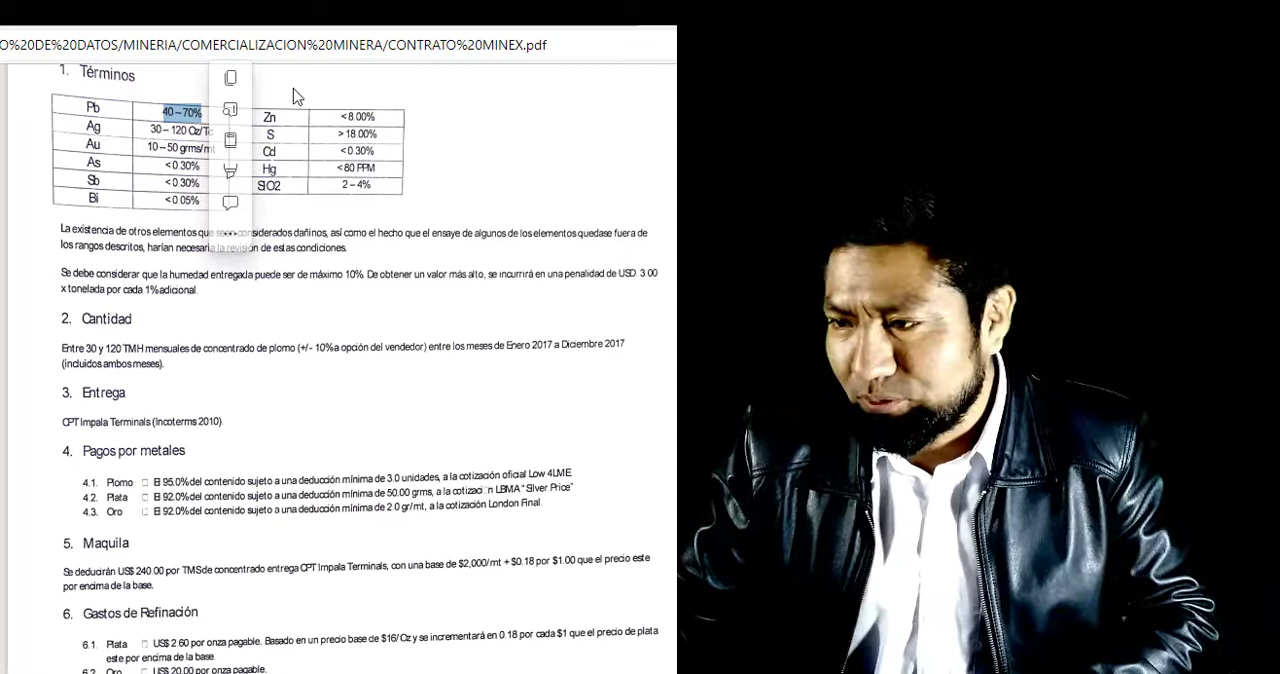 O%20DE%20DATOS/MINERIA/COMERCIALIZACION%20MINERA/CONTRATO%20MINEX.pdf
1. Términos
Pb 40 – 70% Zn < 8.00%
Ag 30 – 120 Oz/Tc S > 18.00%
Au 10 – 50 grms/mt Cd < 0.30%
As < 0.30% Hg < 80 PPM
Sb < 0.30% SIO2 2 – 4%
Bi < 0.05%
La existencia de otros elementos que considerados dañinos, así como el hecho que el ensaye de algunos de los elementos quedase fuera de
los rangos descritos, harían necesaria la revisión de estas condiciones.
Se debe considerar que la humedad entregada puede ser de máximo 10%. De obtener un valor más alto, se incurrirá en una penalidad de USD 3.00
x tonelada por cada 1% adicional.
2. Cantidad
Entre 30 y 120 TMH mensuales de concentrado de plomo (+/- 10% a opción del vendedor) entre los meses de Enero 2017 a Diciembre 2017
(incluidos ambos meses).
3. Entrega
CPT Impala Terminals (Incoterms 2010)
4. Pagos por metales
4.1. Plomo □ El 95.0% del contenido sujeto a una deducción mínima de 3.0 unidades, a la cotización oficial Low 4LME
4.2. Plata □ El 92.0% del contenido sujeto a una deducción mínima de 50.00 grms, a la cotizaci n LBMA "Silver Price"
4.3. Oro □ El 92.0% del contenido sujeto a una deducción mínima de 2.0 gr/mt, a la cotización London Final.
5. Maquila
Se deducirán US$ 240.00 por TMS de concentrado entrega CPT Impala Terminals, con una base de $2,000/mt + $0.18 por $1.00 que el precio este
por encima de la base.
6. Gastos de Refinación
6.1. Plata □ US$ 2.60 por onza pagable. Basado en un precio base de $16/ Oz y se incrementará en 0.18 por cada $1 que el precio de plata
este por encima de la base.
6.2. Oro □ US$ 20.00 por onza pagable.